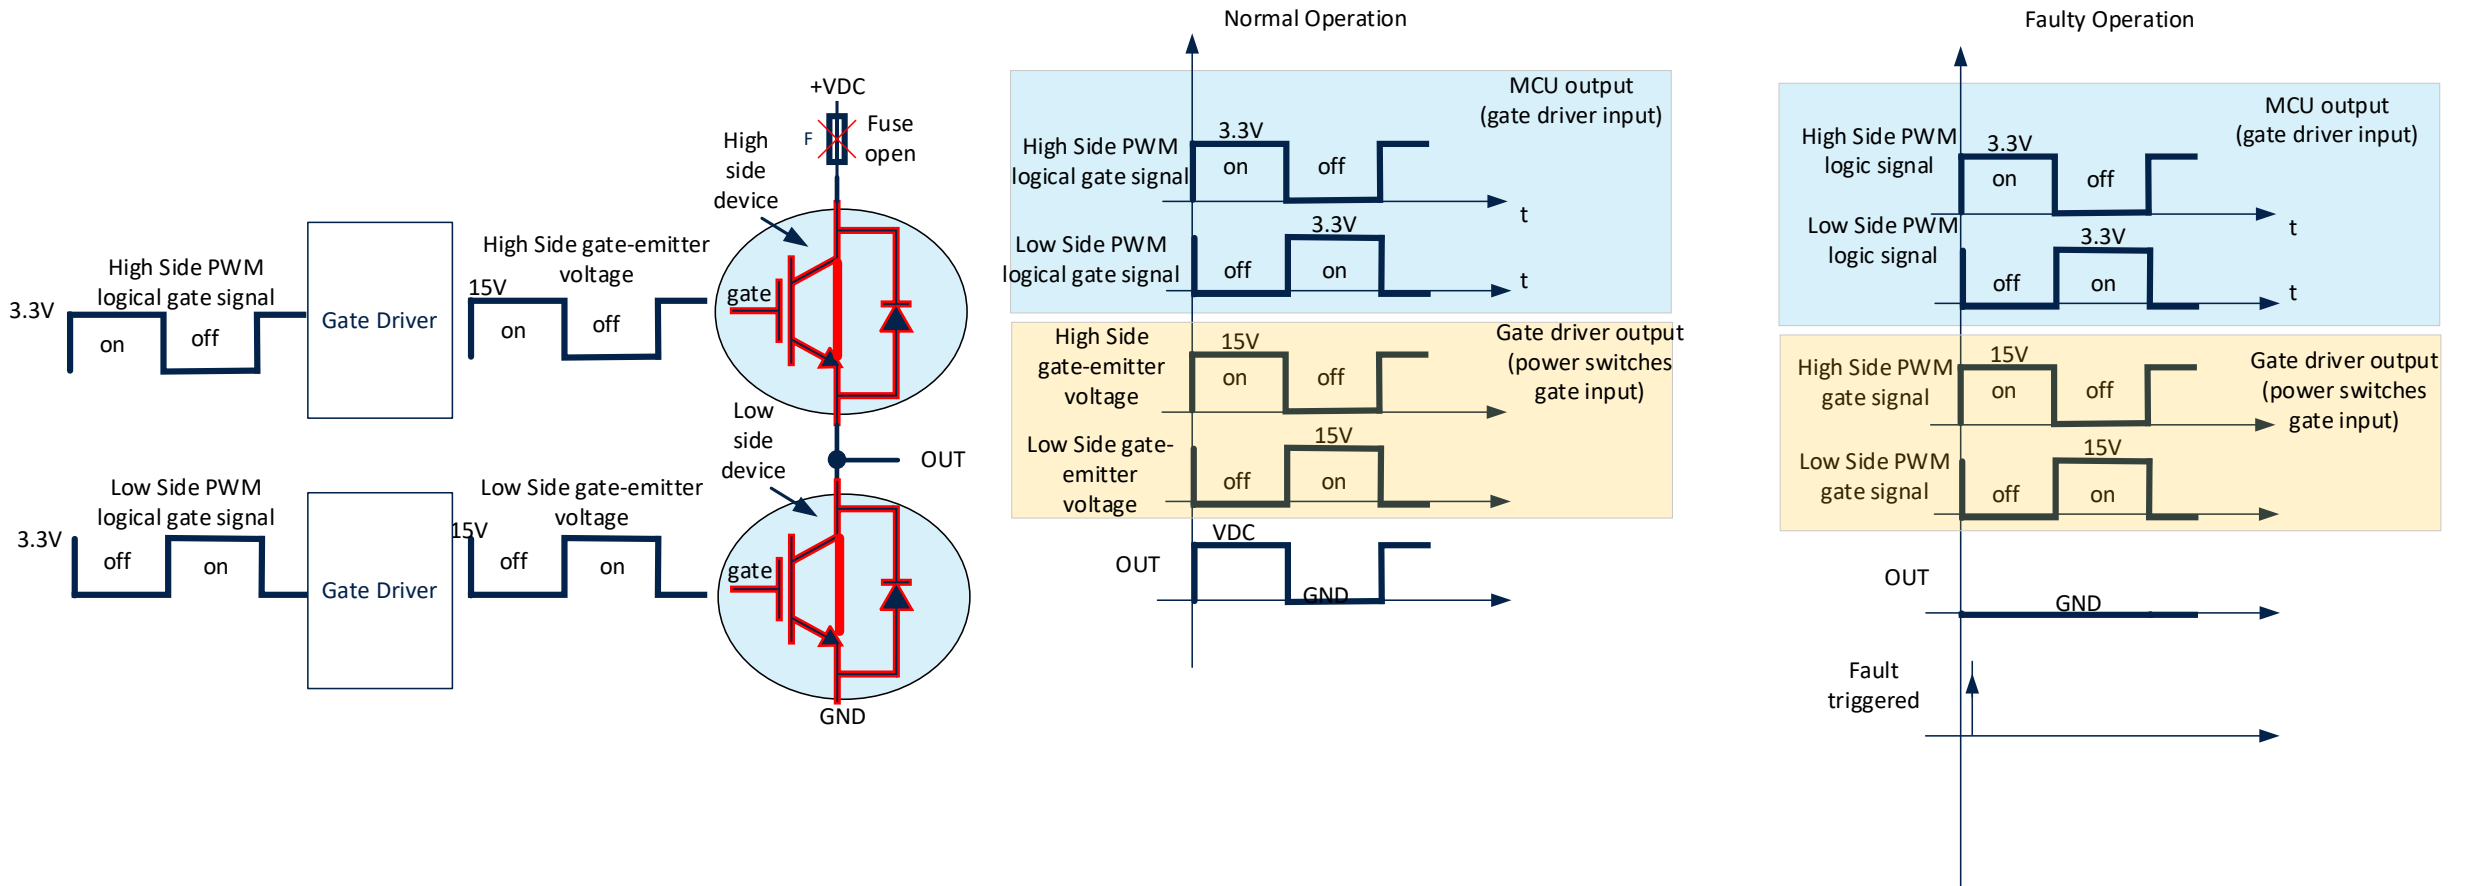 +VDC
F
Fuse
open
High
side
device
High Side gate-emitter
voltage
15V
on
off
gate
High Side PWM
logical gate signal
3.3V
on
off
Gate Driver
Low
side
device
OUT
Low Side PWM
logical gate signal
3.3V
off
on
Gate Driver
Low Side gate-emitter
voltage
15V
off
on
gate
GND
Normal Operation
MCU output
(gate driver input)
High Side PWM
logical gate signal
3.3V
on
off
t
Low Side PWM
logical gate signal
3.3V
off
on
t
High Side
gate-emitter
voltage
15V
on
off
Gate driver output
(power switches
gate input)
Low Side gate-
emitter
voltage
15V
off
on
OUT
VDC
GND
Faulty Operation
MCU output
(gate driver input)
High Side PWM
logic signal
3.3V
on
off
t
Low Side PWM
logic signal
3.3V
off
on
t
High Side PWM
gate signal
15V
on
off
Gate driver output
(power switches
gate input)
Low Side PWM
gate signal
15V
off
on
OUT
GND
Fault
triggered